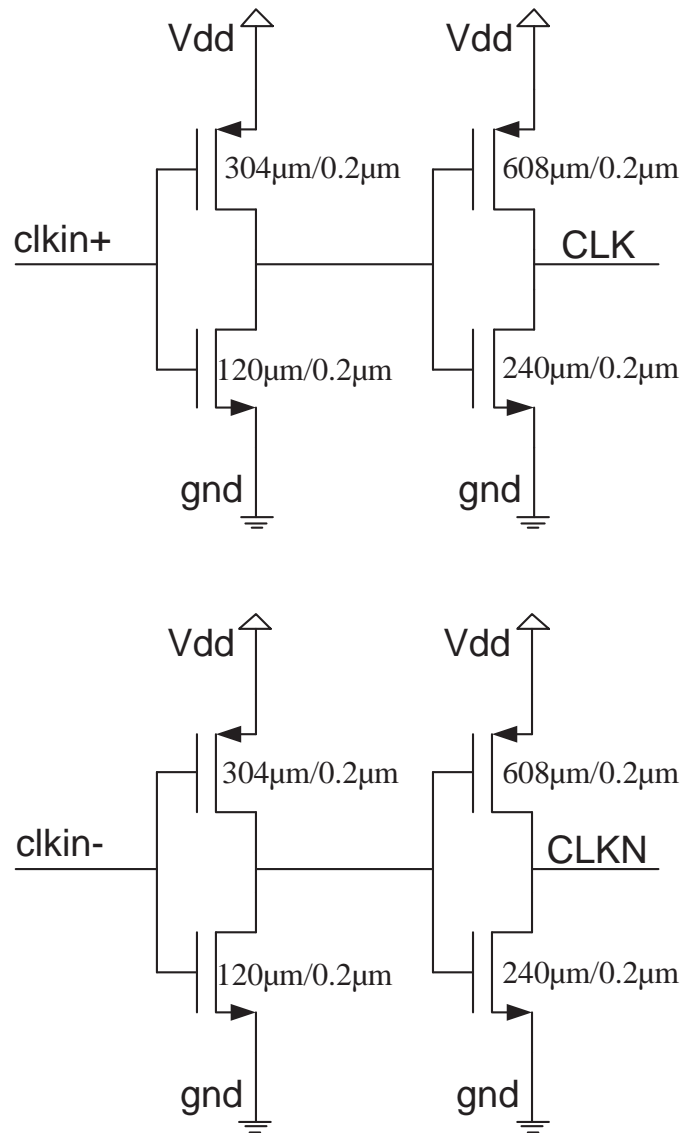 Vdd Vdd
304µm/0.2µm 608µm/0.2µm
clkin+ CLK
120µm/0.2µm 240µm/0.2µm
gnd gnd
Vdd Vdd
304µm/0.2µm 608µm/0.2µm
clkin- CLKN
120µm/0.2µm 240µm/0.2µm
gnd gnd